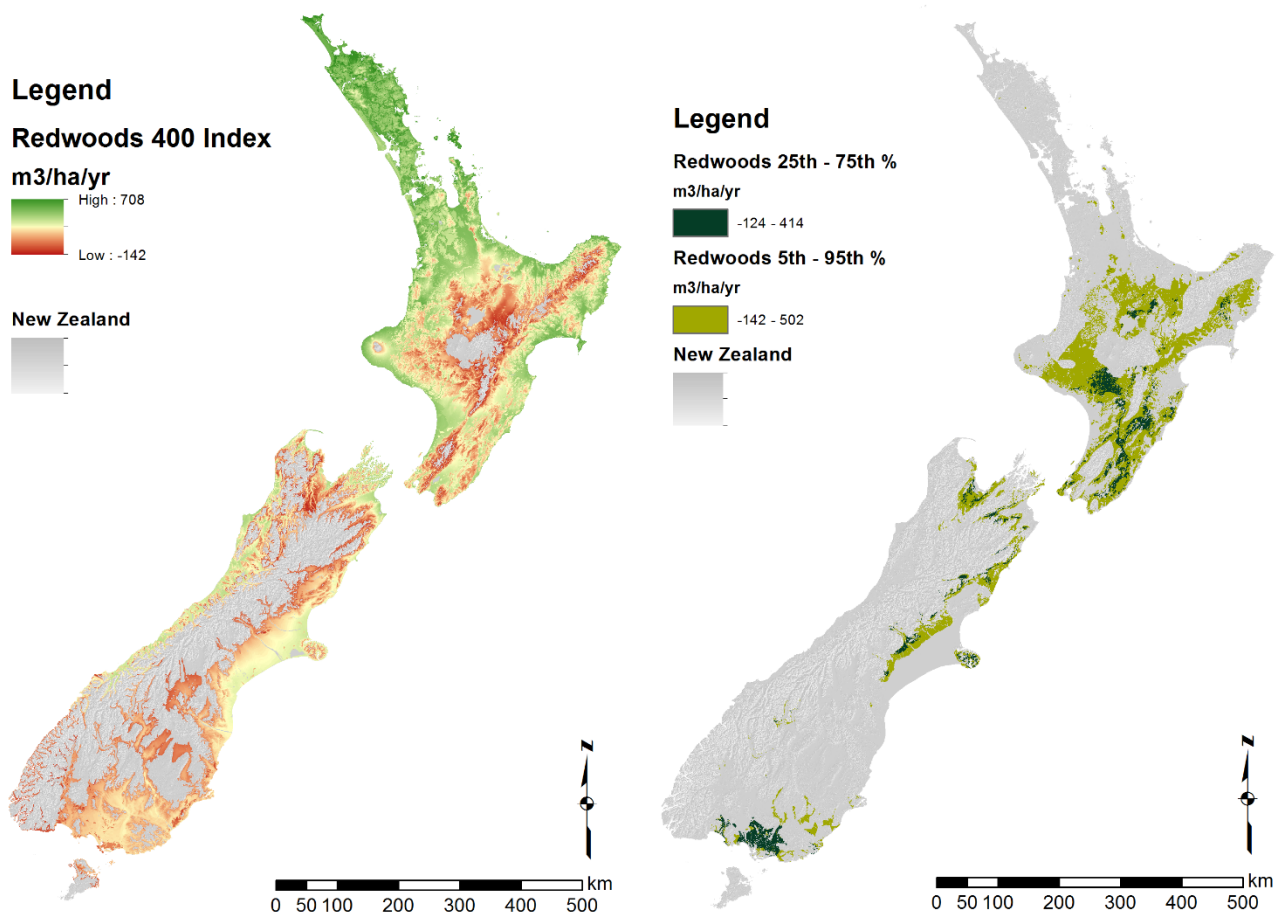 Legend
Redwoods 400 Index
m3/ha/yr
High : 708
Low : -142
New Zealand
N
km
0 50 100 200 300 400 500
Legend
Redwoods 25th - 75th %
m3/ha/yr
-124 - 414
Redwoods 5th - 95th %
m3/ha/yr
-142 - 502
New Zealand
N
km
0 50 100 200 300 400 500